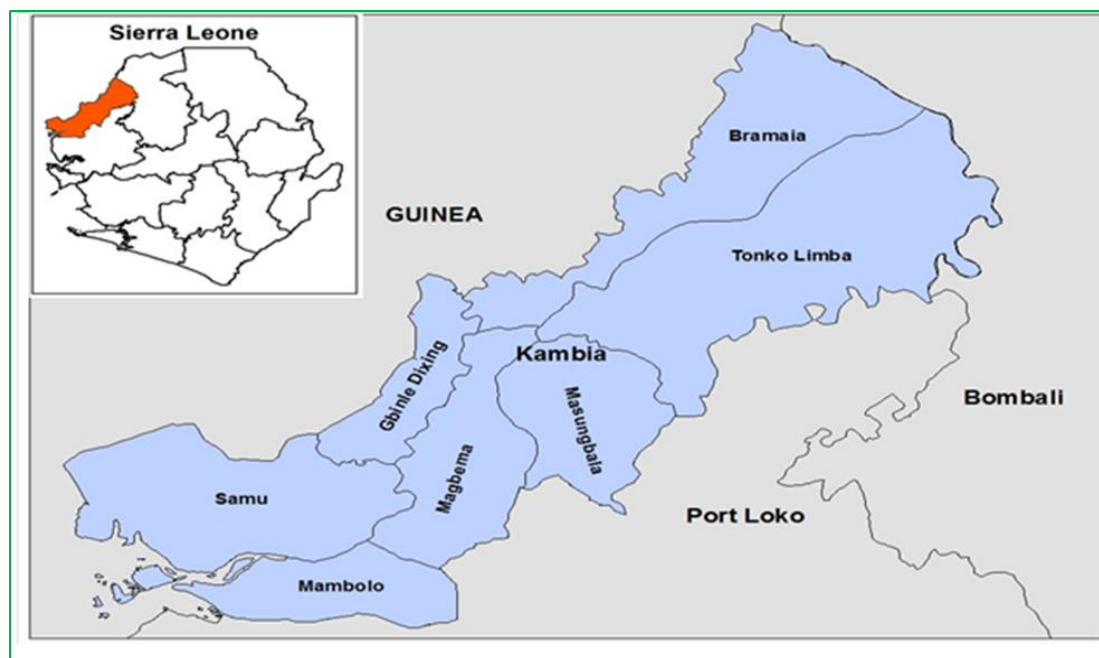 Sierra Leone
Bramaia
GUINEA
Tonko Limba
Kambia
Gbinle Dixing
Masungbala
Bombali
Magbema
Samu
Port Loko
Mambolo